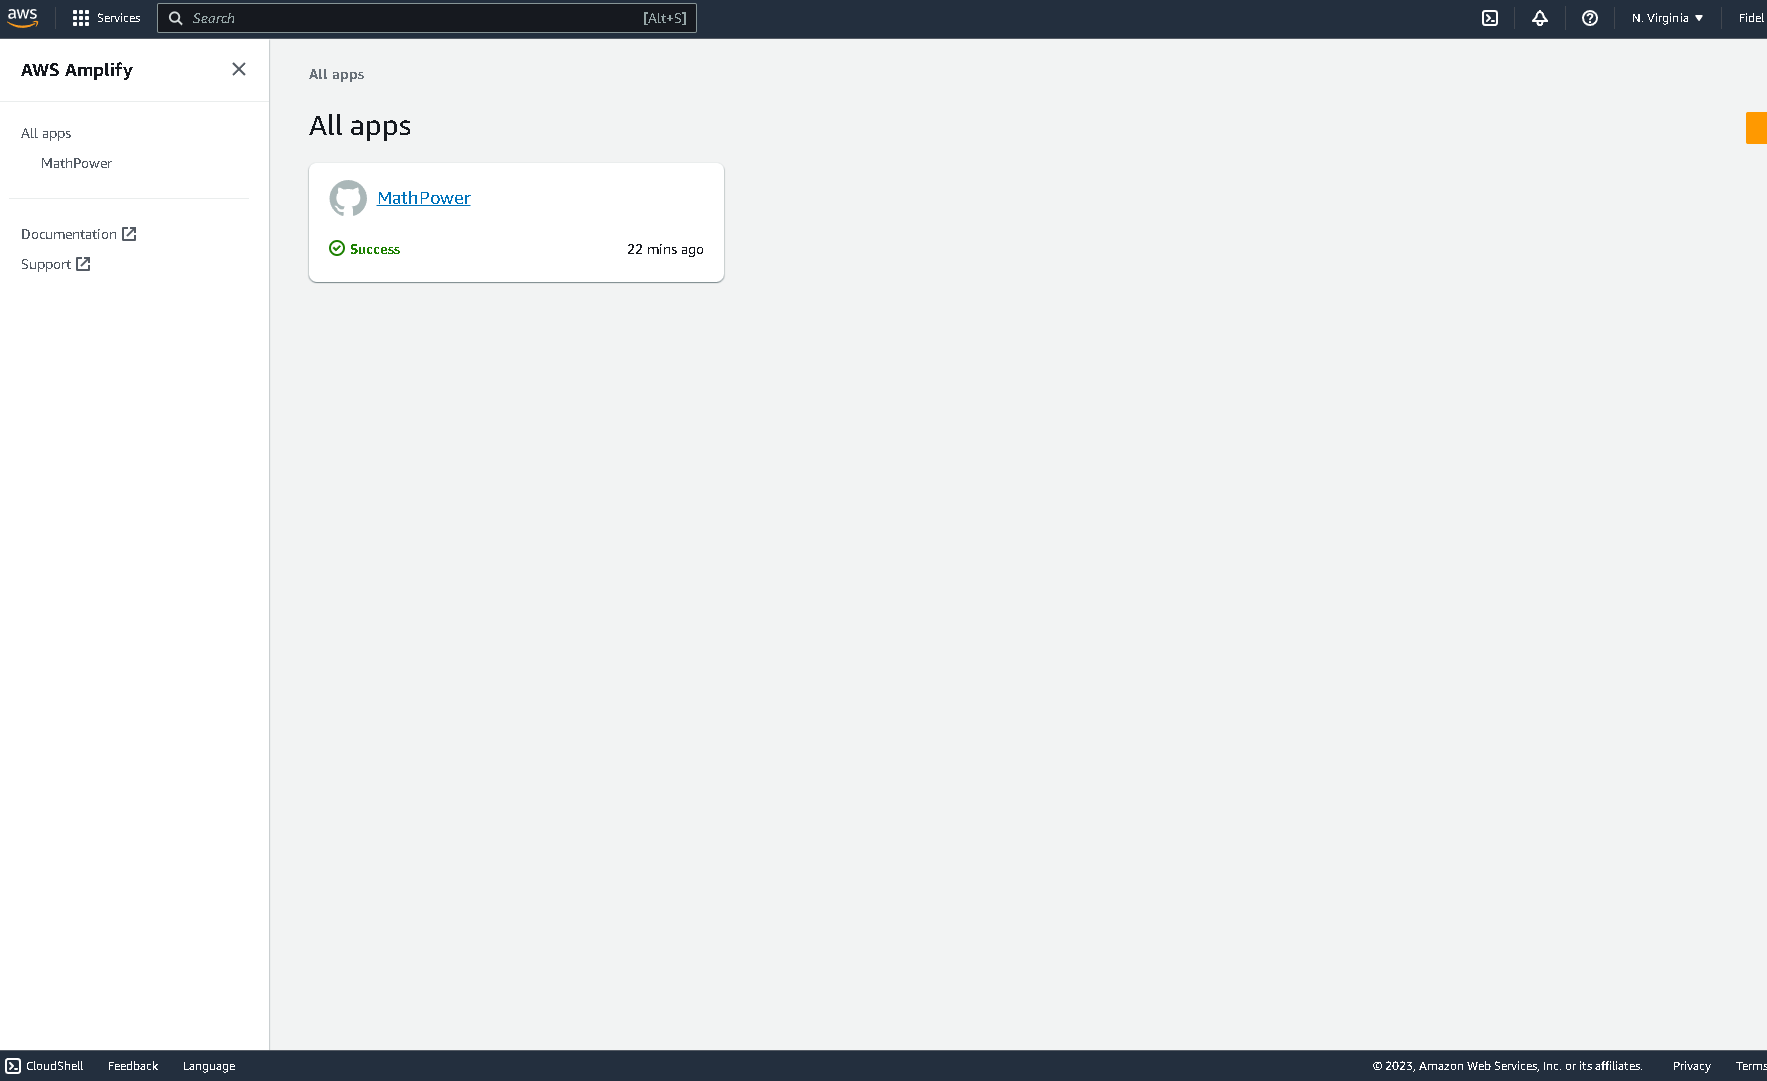 aws Services Search [Alt+S] N. Virginia Fidel
AWS Amplify
All apps
MathPower
Documentation
Support
All apps
All apps
MathPower
Success 22 mins ago
CloudShell Feedback Language © 2023, Amazon Web Services, Inc. or its affiliates. Privacy Terms